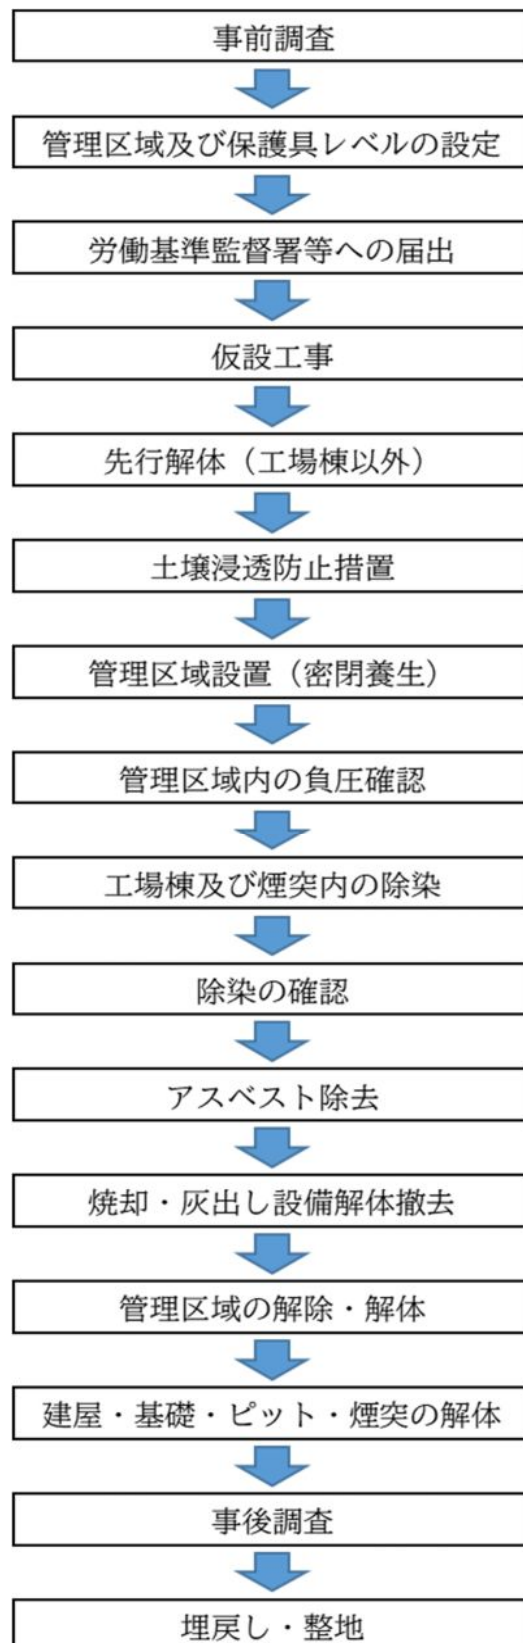 事前調査
管理区域及び保護具レベルの設定
労働基準監督署等への届出
仮設工事
先行解体（工場棟以外）
土壌浸透防止措置
管理区域設置（密閉養生）
管理区域内の負圧確認
工場棟及び煙突内の除染
除染の確認
アスベスト除去
焼却・灰出し設備解体撤去
管理区域の解除・解体
建屋・基礎・ピット・煙突の解体
事後調査
埋戻し・整地